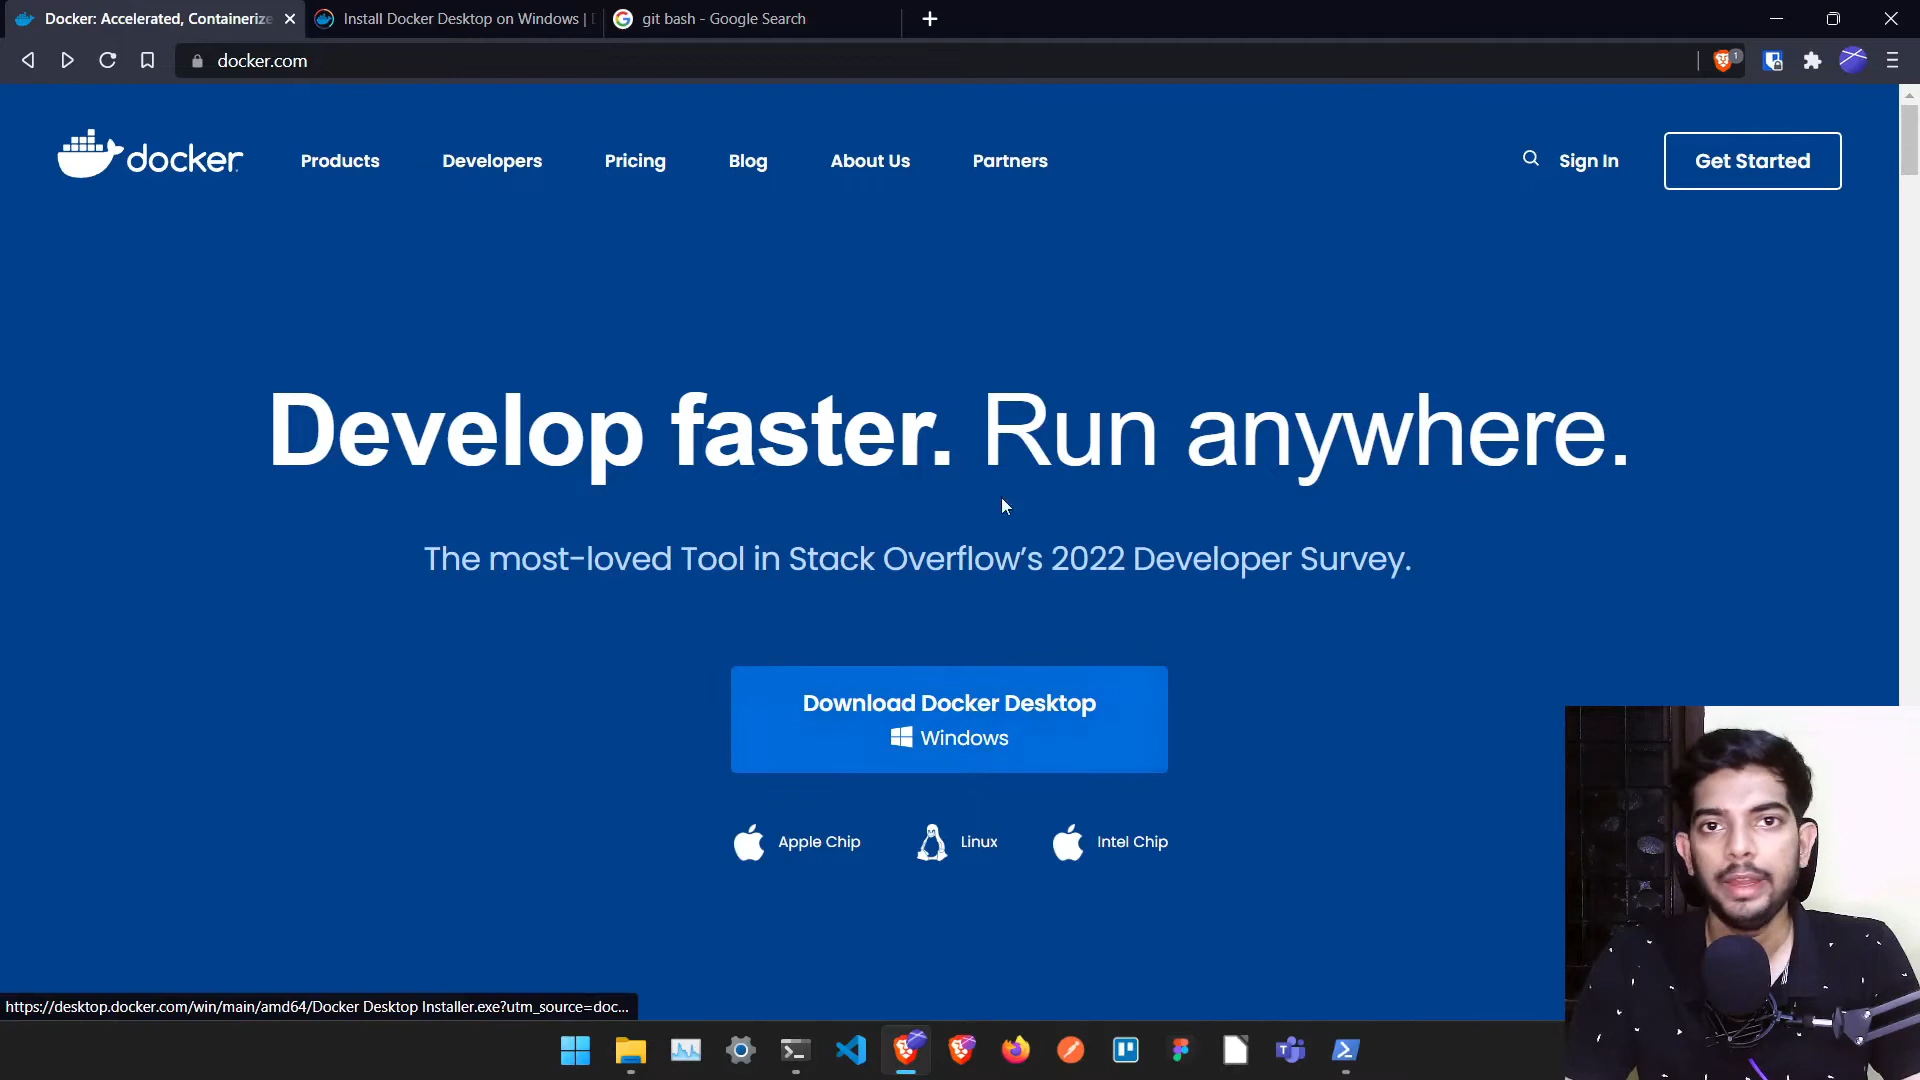 Docker: Accelerated, Containerize
Install Docker Desktop on Windows |
git bash - Google Search
docker.com
1
docker
Products
Developers
Pricing
Blog
About Us
Partners
Sign In
Get Started
Develop faster. Run anywhere.
The most-loved Tool in Stack Overflow's 2022 Developer Survey.
Download Docker Desktop
Windows
Apple Chip
Linux
Intel Chip
https://desktop.docker.com/win/main/amd64/Docker Desktop Installer.exe?utm_source=doc...